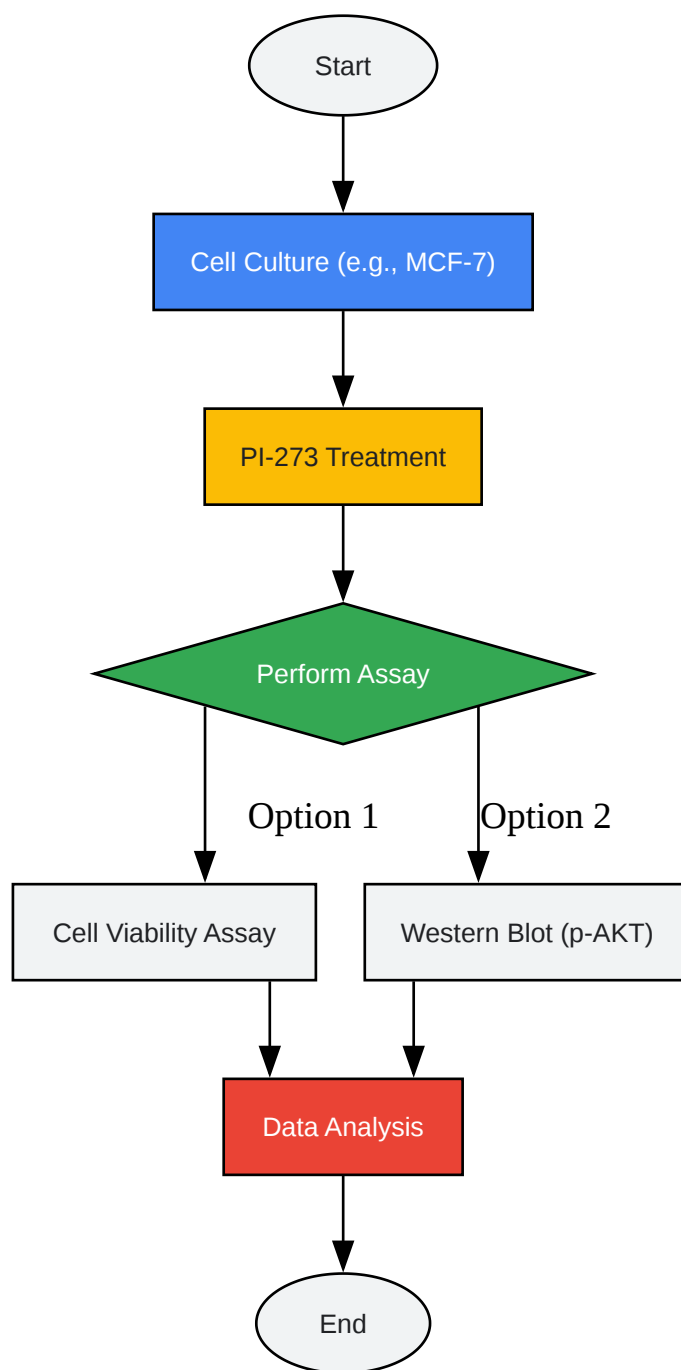 Start
Cell Culture (e.g., MCF-7)
PI-273 Treatment
Perform Assay
Option 1
Option 2
Cell Viability Assay
Western Blot (p-AKT)
Data Analysis
End